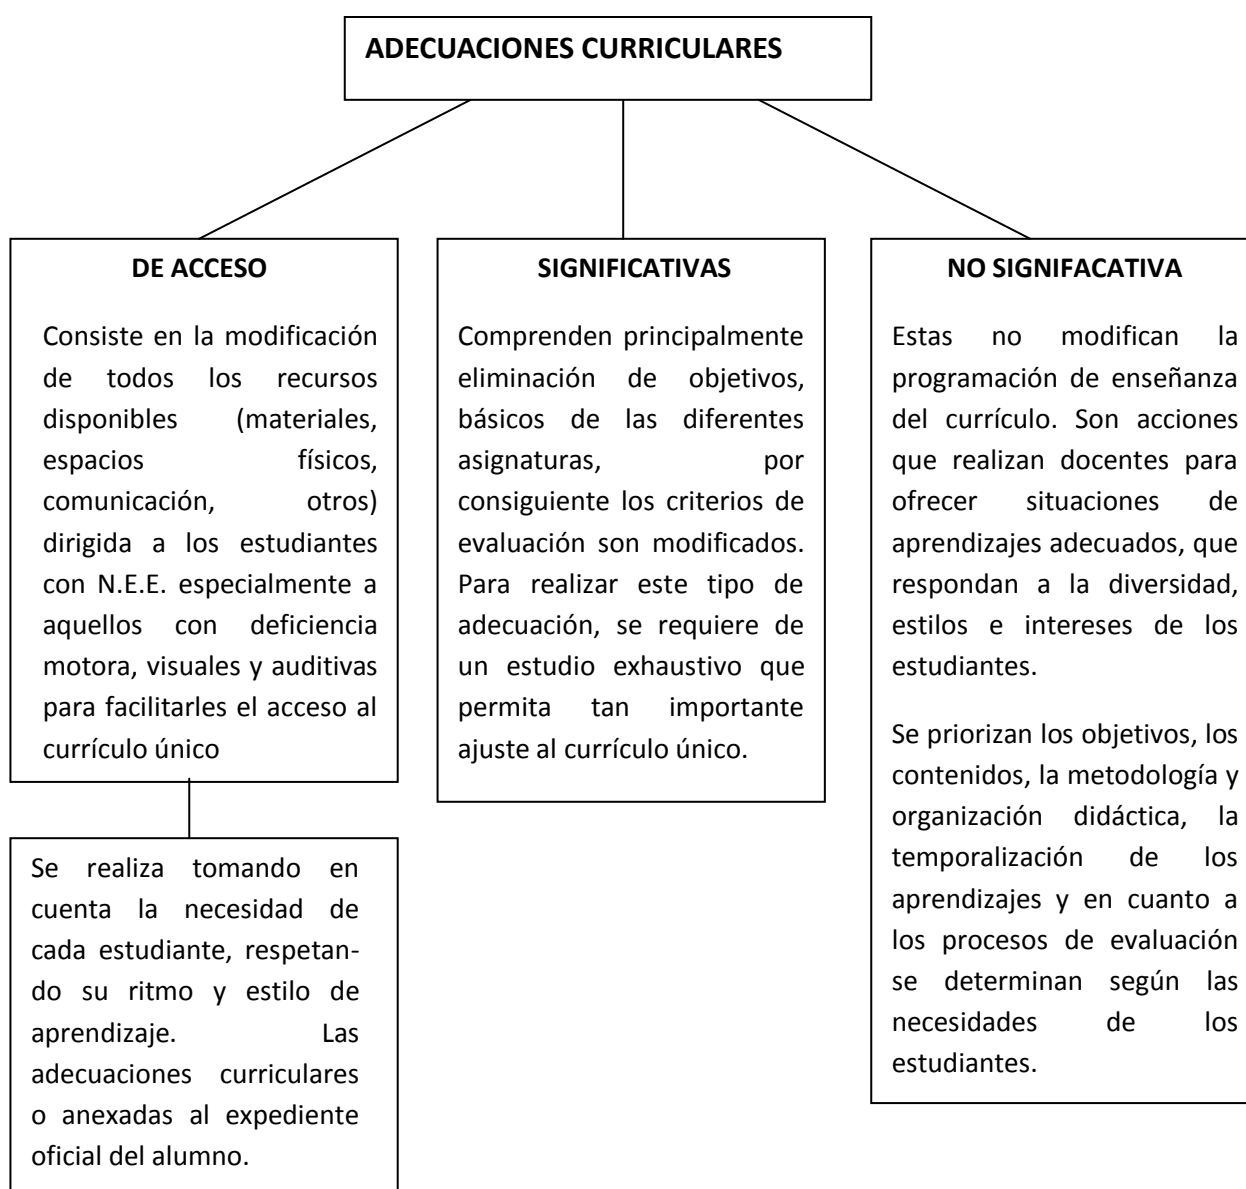 ADECUACIONES CURRICULARES
DE ACCESO
Consiste en la modificación
de todos los recursos
disponibles (materiales,
espacios físicos,
comunicación, otros)
dirigida a los estudiantes
con N.E.E. especialmente a
aquellos con deficiencia
motora, visuales y auditivas
para facilitarles el acceso al
currículo único
Se realiza tomando en
cuenta la necesidad de
cada estudiante, respetan-
do su ritmo y estilo de
aprendizaje. Las
adecuaciones curriculares
o anexadas al expediente
oficial del alumno.
SIGNIFICATIVAS
Comprenden principalmente
eliminación de objetivos,
básicos de las diferentes
asignaturas, por
consiguiente los criterios de
evaluación son modificados.
Para realizar este tipo de
adecuación, se requiere de
un estudio exhaustivo que
permita tan importante
ajuste al currículo único.
NO SIGNIFACATIVA
Estas no modifican la
programación de enseñanza
del currículo. Son acciones
que realizan docentes para
ofrecer situaciones de
aprendizajes adecuados, que
respondan a la diversidad,
estilos e intereses de los
estudiantes.
Se priorizan los objetivos, los
contenidos, la metodología y
organización didáctica, la
temporalización de los
aprendizajes y en cuanto a
los procesos de evaluación
se determinan según las
necesidades de los
estudiantes.